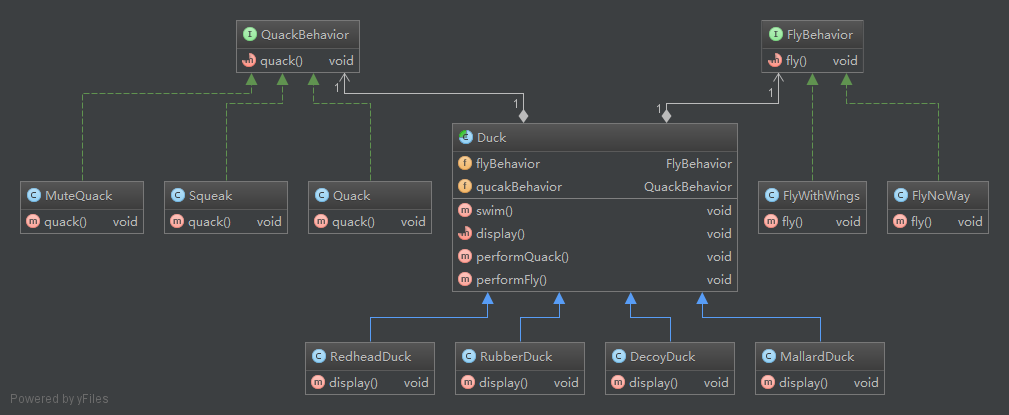 I QuackBehavior
m quack() void
I FlyBehavior
m fly() void
1
1
1
1
C Duck
f flyBehavior FlyBehavior
f qucakBehavior QuackBehavior
m swim() void
m display() void
m performQuack() void
m performFly() void
C MuteQuack
m quack() void
C Squeak
m quack() void
C Quack
m quack() void
C FlyWithWings
m fly() void
C FlyNoWay
m fly() void
C RedheadDuck
m display() void
C RubberDuck
m display() void
C DecoyDuck
m display() void
C MallardDuck
m display() void
Powered by yFiles